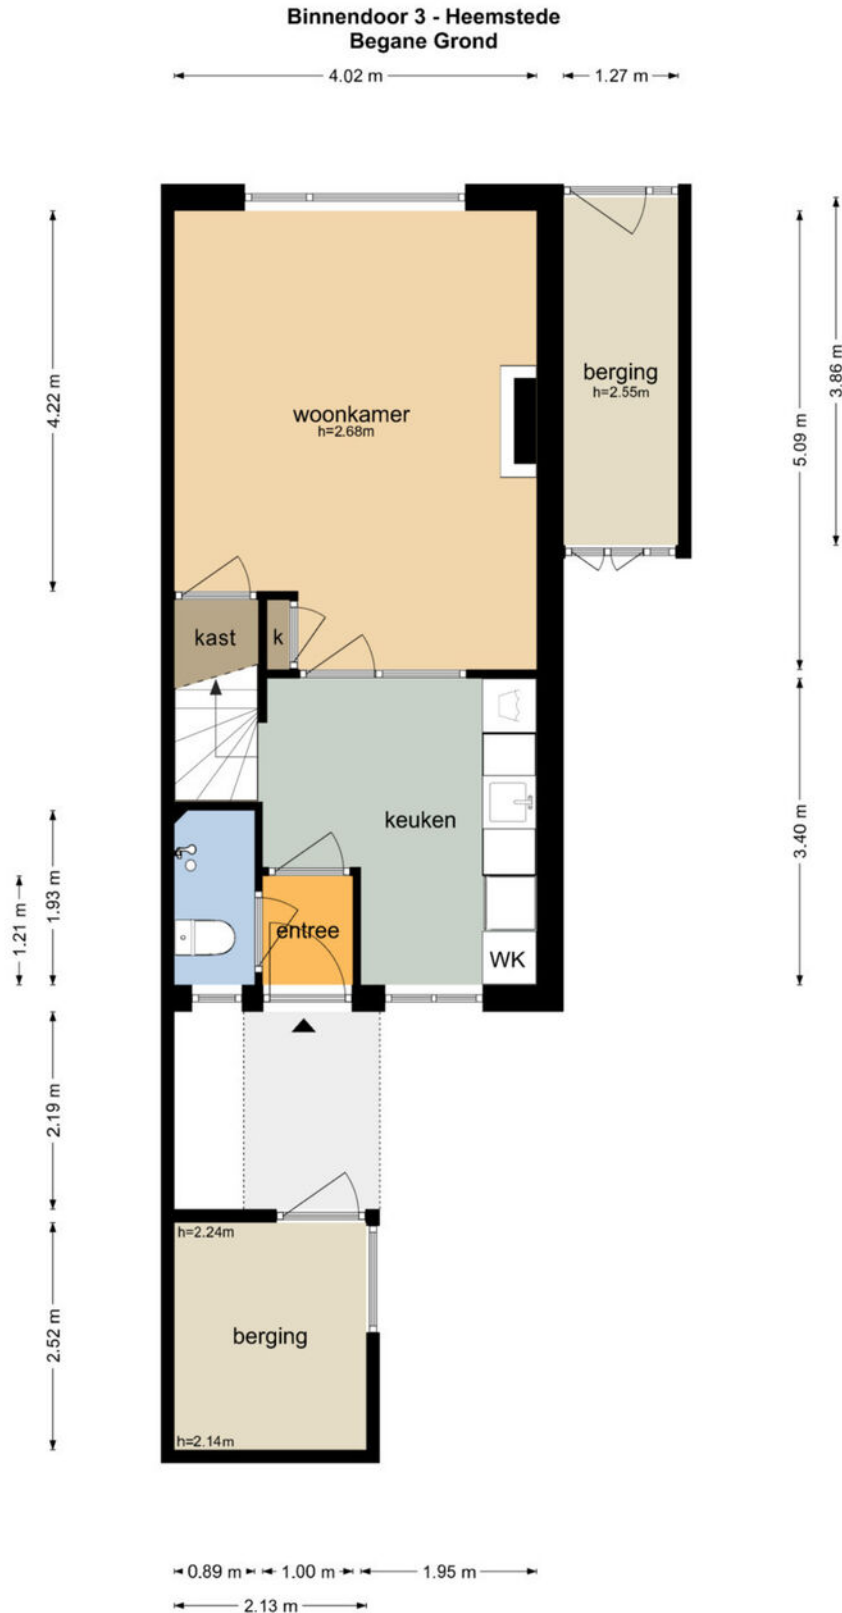 Binnendoor 3 - Heemstede
Begane Grond
4.02 m
1.27 m
4.22 m
5.09 m
3.86 m
berging
h=2.55m
woonkamer
h=2.68m
kast
k
keuken
3.40 m
1.93 m
1.21 m
entree
WK
2.19 m
h=2.24m
berging
2.52 m
h=2.14m
0.89 m
1.00 m
1.95 m
2.13 m